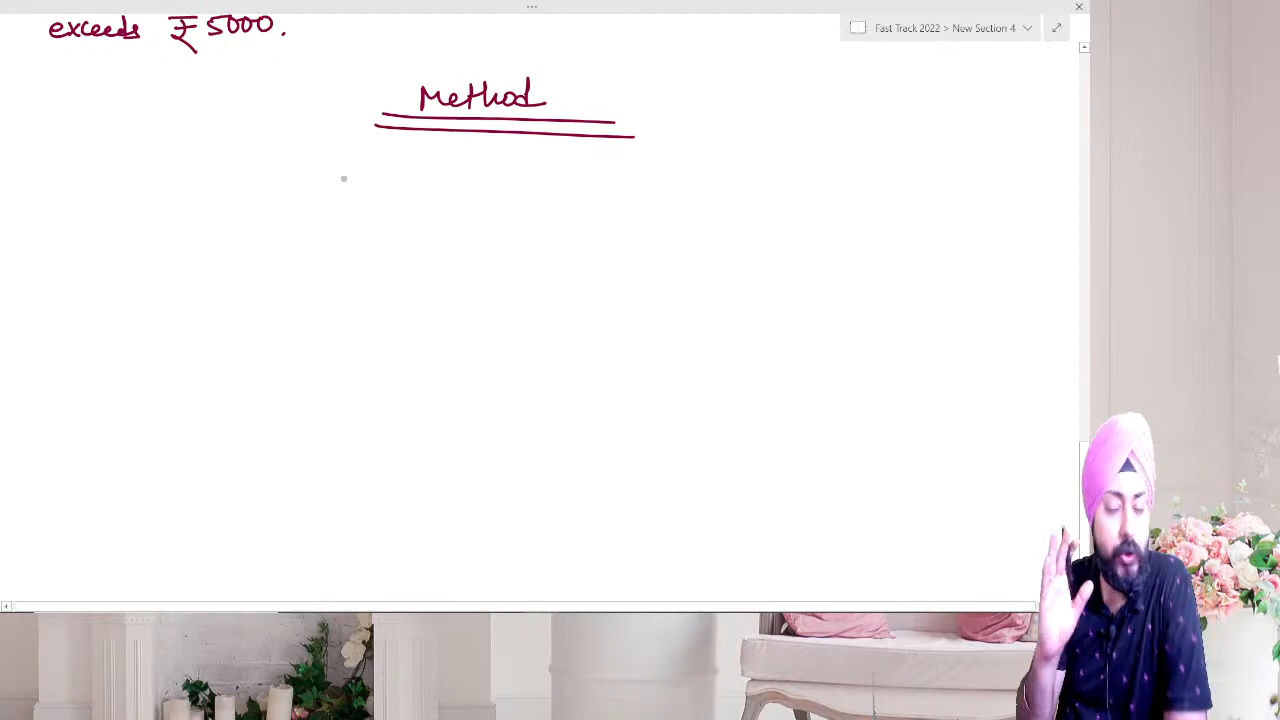 exceeds ₹ 5000.
Fast Track 2022 > New Section 4
Method